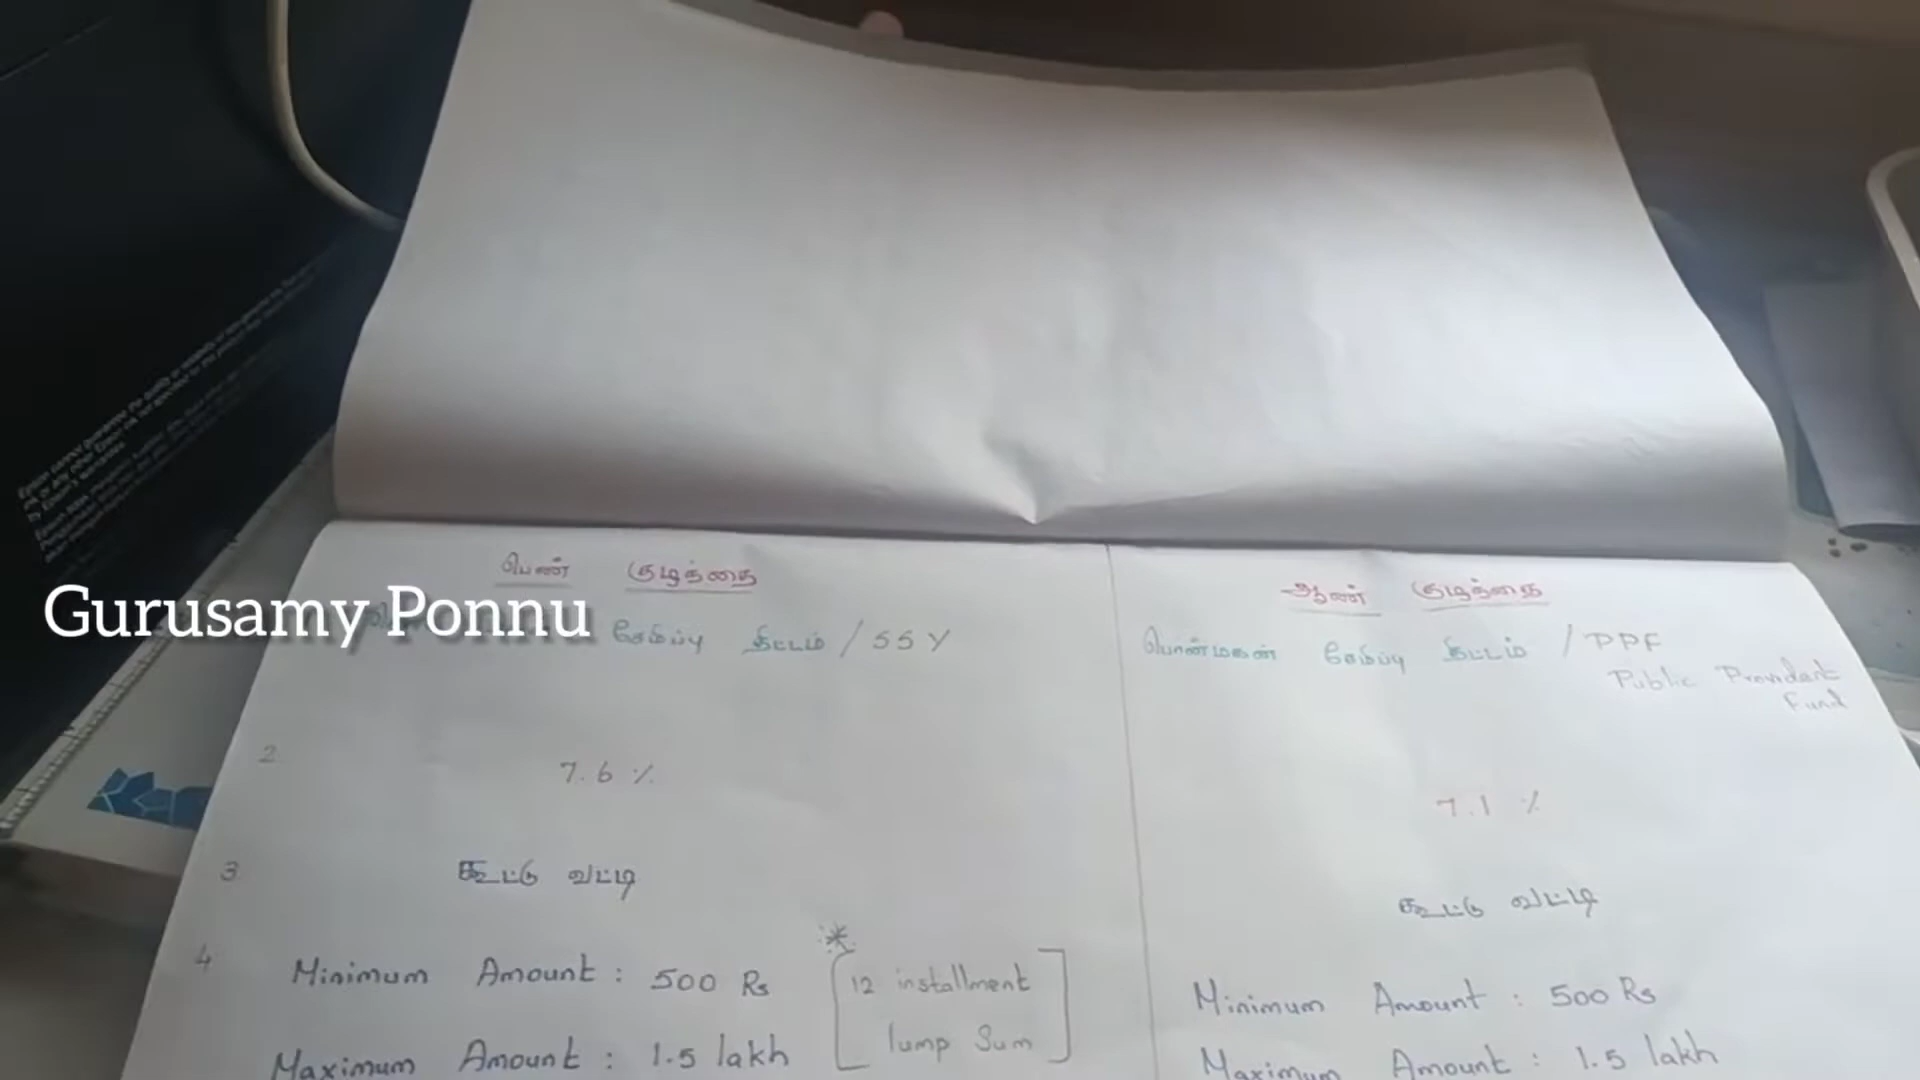 பெண் குழந்தை
சேமிப்பு திட்டம் / SSY
2
7.6 %
3
கூட்டு வட்டி
4
Minimum Amount : 500 Rs
Maximum Amount : 1.5 lakh
*
12 installment
lump Sum
ஆண் குழந்தை
பொன்மகன் சேமிப்பு திட்டம் / PPF
Public Provident
Fund
7.1 %
கூட்டு வட்டி
Minimum Amount : 500 Rs
Maximum Amount : 1.5 lakh
Gurusamy Ponnu